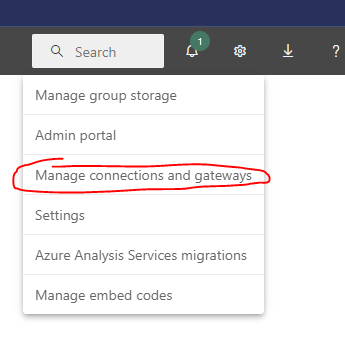 Search
1
?
Manage group storage
Admin portal
Manage connections and gateways
Settings
Azure Analysis Services migrations
Manage embed codes